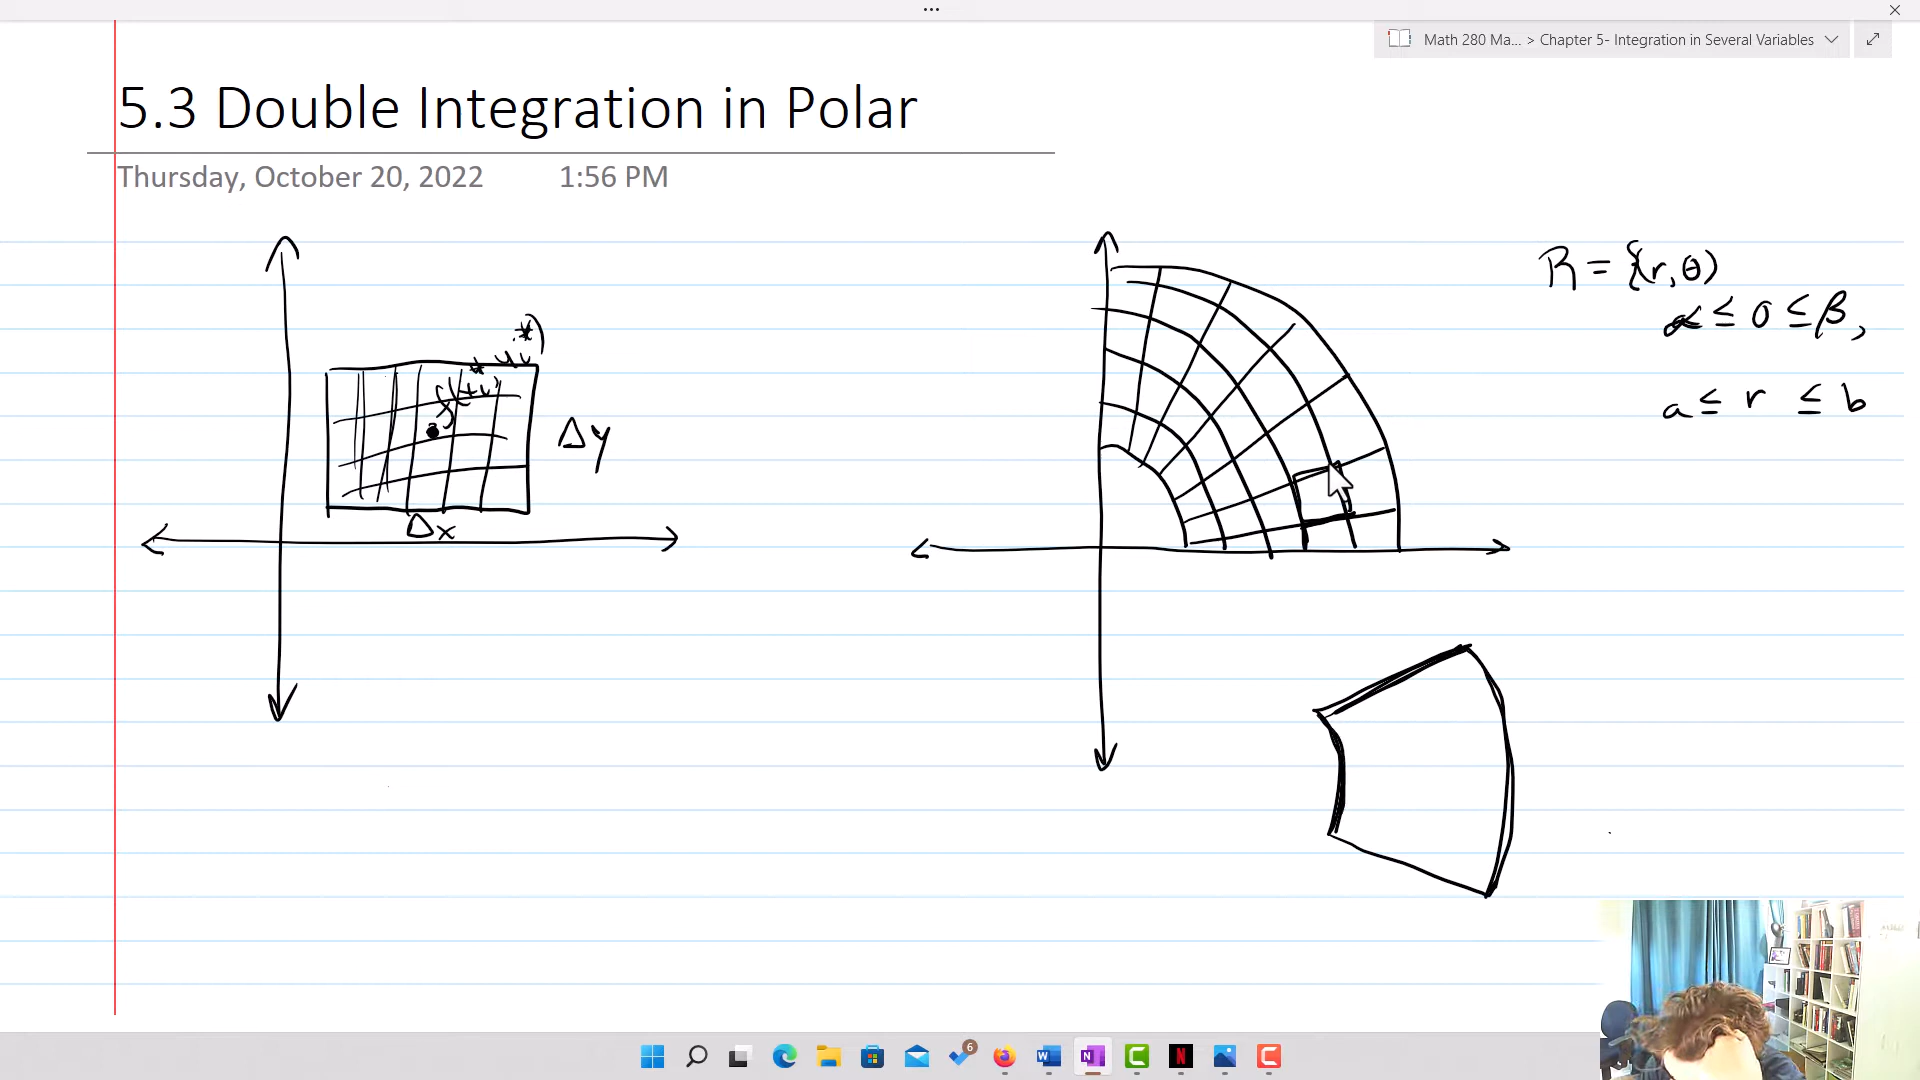 Math 280 Ma... > Chapter 5- Integration in Several Variables
5.3 Double Integration in Polar
Thursday, October 20, 2022 1:56 PM
R = {(r, θ)
α ≤ θ ≤ β,
a ≤ r ≤ b
Δy
Δx
6